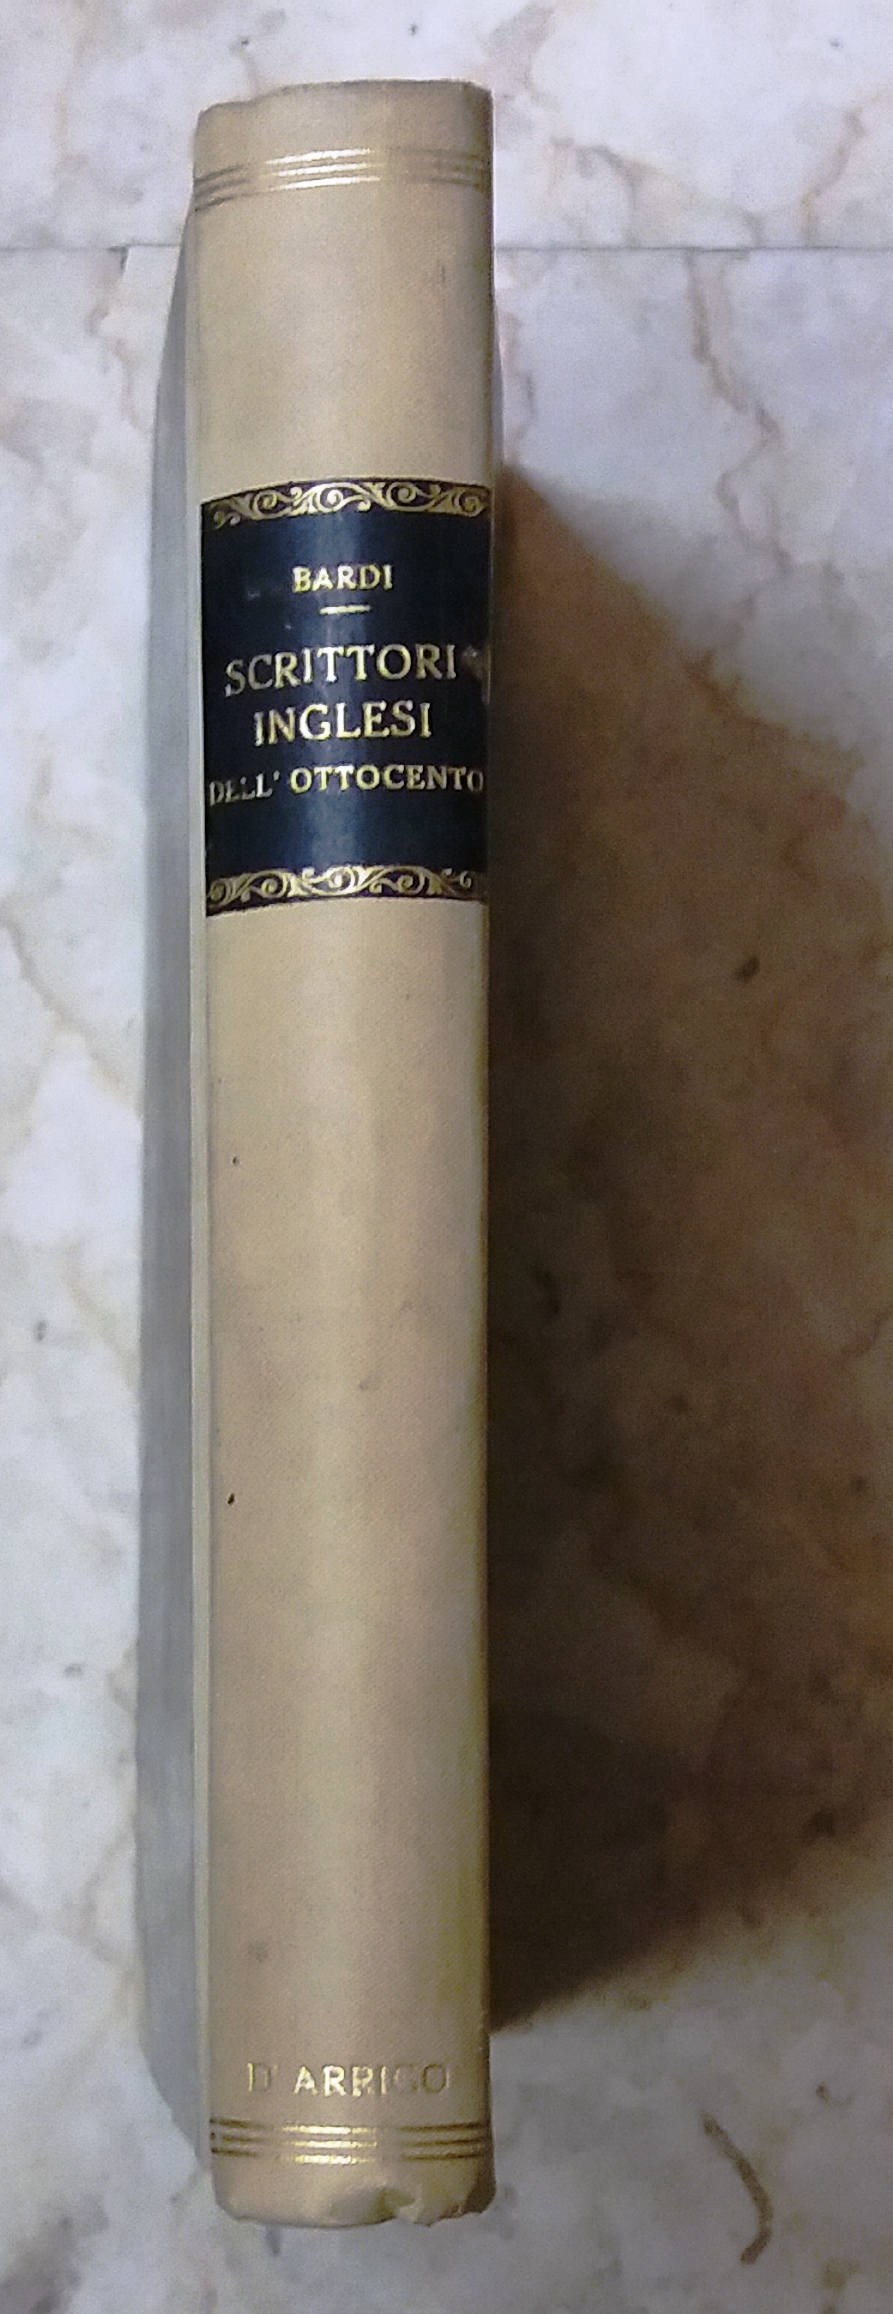 BARDI
SCRITTORI
INGLESI
DELL' OTTOCENTO
D' ARRIGO